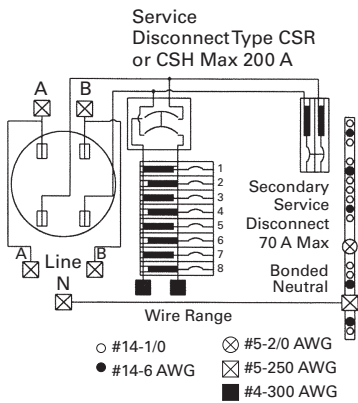 Service
Disconnect Type CSR
or CSH Max 200 A
A
B
1
2
3
4
5
6
7
8
Secondary
Service
Disconnect
70 A Max
A
Line
B
N
Bonded
Neutral
Wire Range
#14-1/0
#5-2/0 AWG
#14-6 AWG
#5-250 AWG
#4-300 AWG